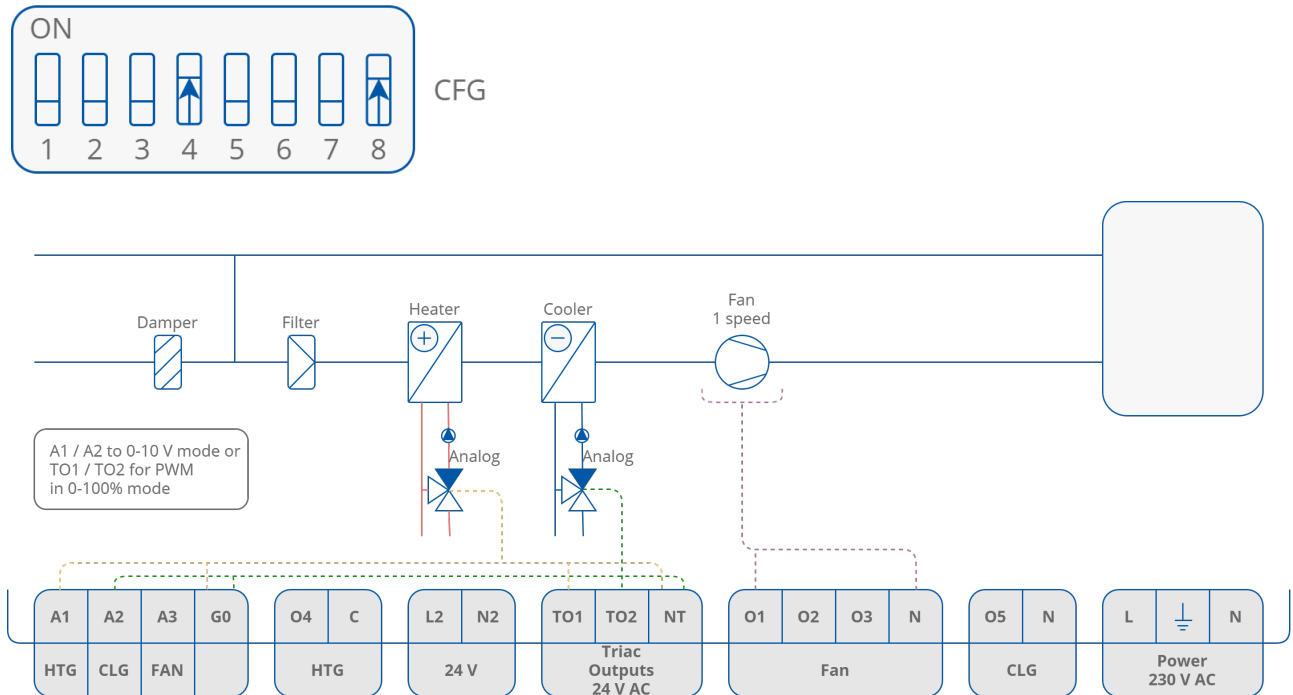 ON
CFG
1 2 3 4 5 6 7 8
Fan
1 speed
Heater
Cooler
Damper
Filter
A1 / A2 to 0-10 V mode or
TO1 / TO2 for PWM
in 0-100% mode
Analog
Analog
A1 A2 A3 G0
O4 C
L2 N2
TO1 TO2 NT
O1 O2 O3 N
O5 N
L N
HTG CLG FAN
HTG
24 V
Triac
Outputs
24 V AC
Fan
CLG
Power
230 V AC